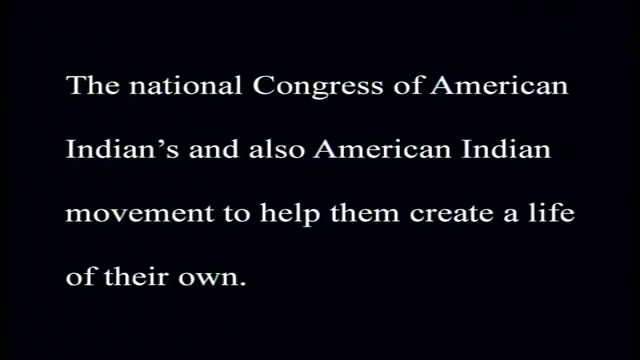 The national Congress of American
Indian’s and also American Indian
movement to help them create a life
of their own.